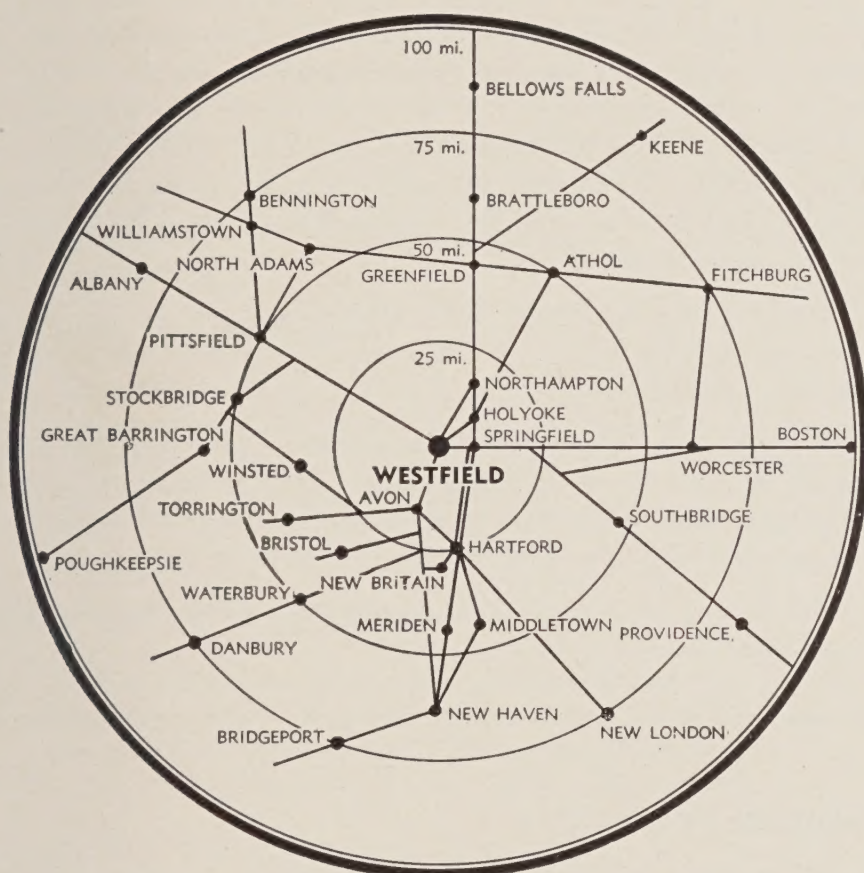 100 mi.
BELLOWS FALLS
KEENE
75 mi.
BENNINGTON
BRATTLEBORO
WILLIAMSTOWN
50 mi.
NORTH ADAMS
ATHOL
ALBANY
GREENFIELD
FITCHBURG
PITTSFIELD
25 mi.
NORTHAMPTON
STOCKBRIDGE
HOLYOKE
GREAT BARRINGTON
SPRINGFIELD
BOSTON
WINSTED
WESTFIELD
WORCESTER
AVON
TORRINGTON
SOUTHBRIDGE
BRISTOL
HARTFORD
POUGHKEEPSIE
NEW BRITAIN
WATERBURY
MERIDEN
MIDDLETOWN
PROVIDENCE
DANBURY
NEW HAVEN
BRIDGEPORT
NEW LONDON